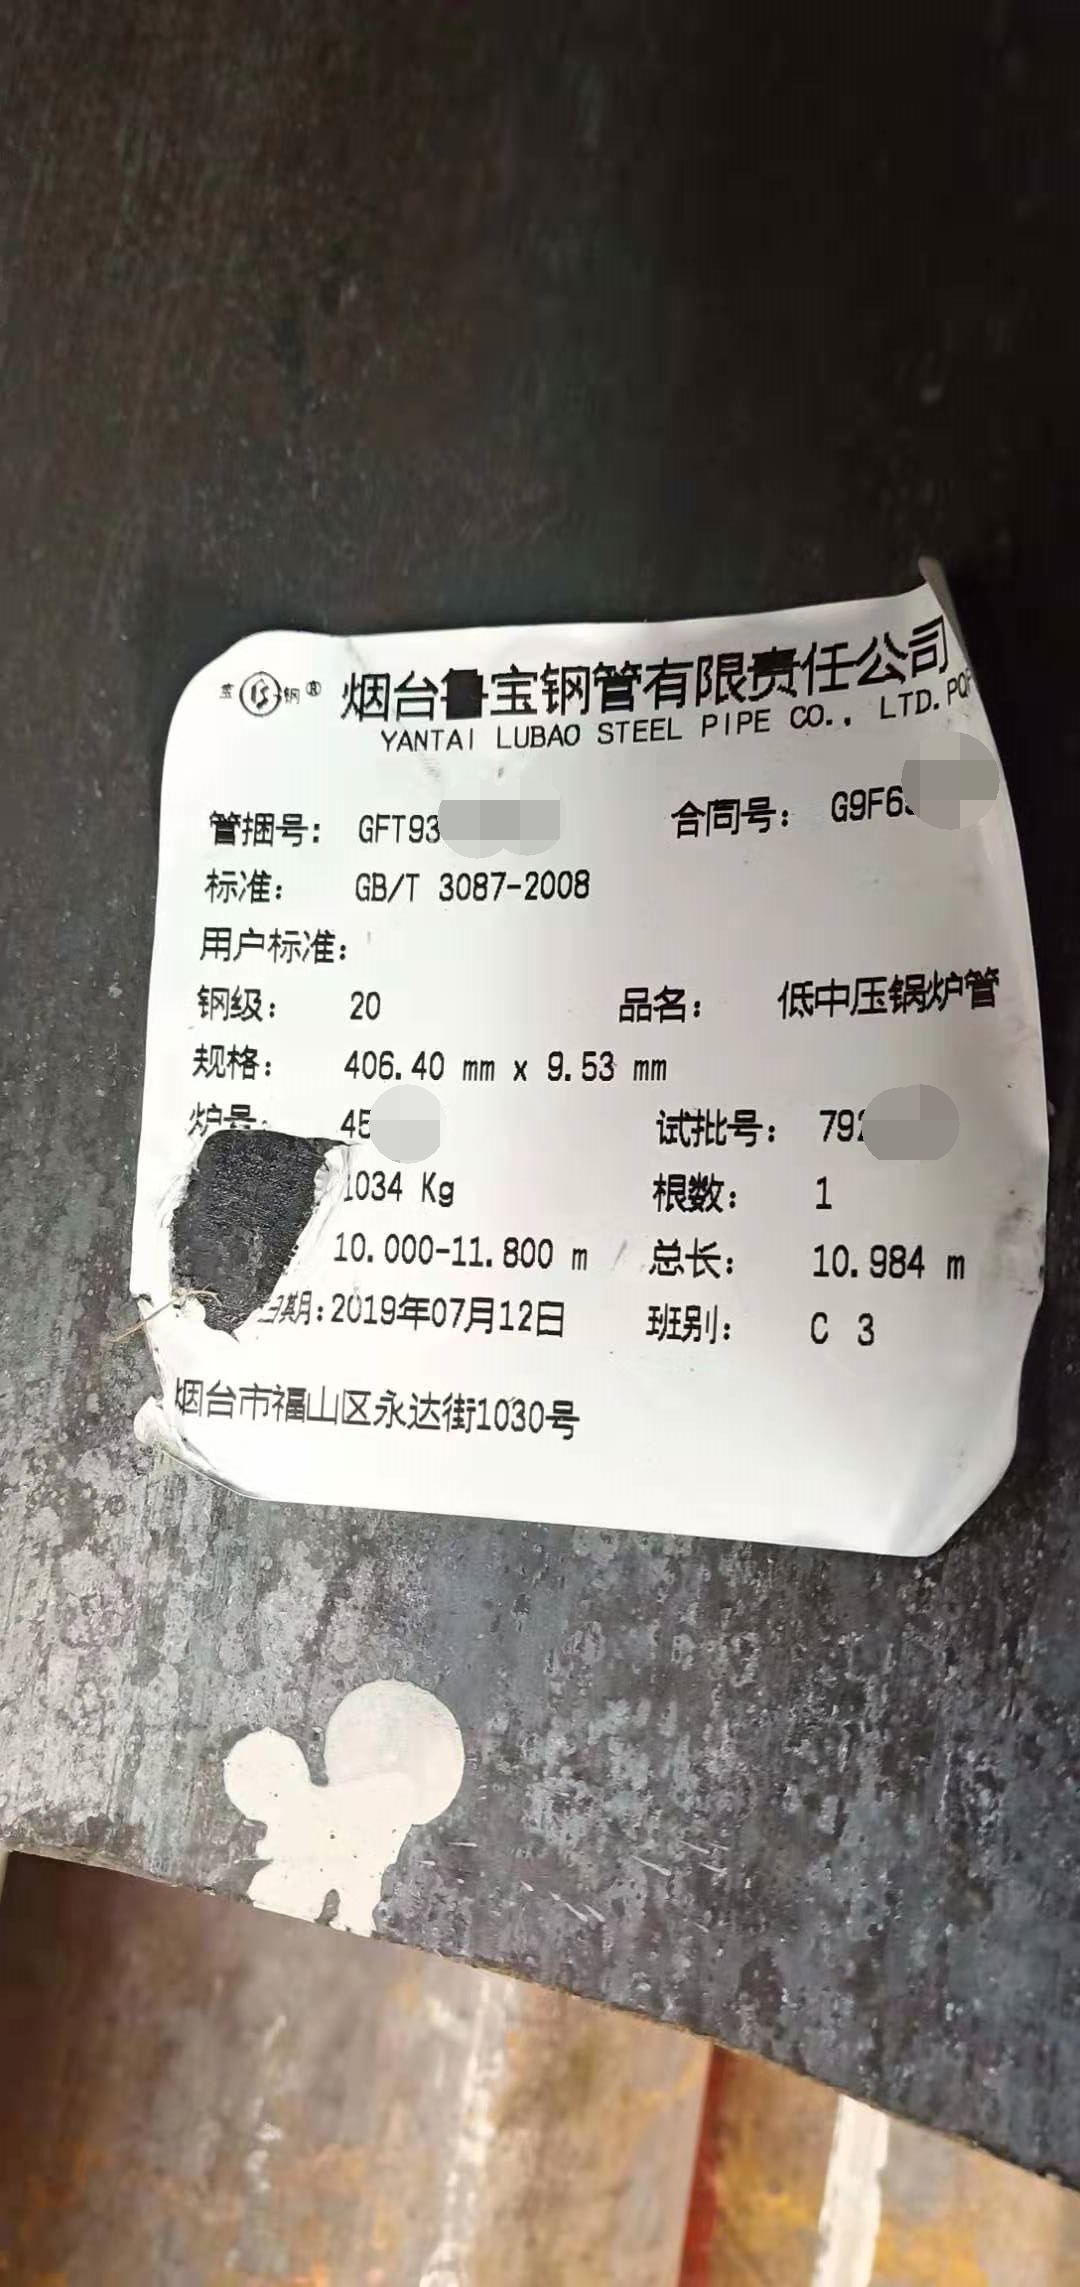 宝 钢 ® 烟台鲁宝钢管有限责任公司
YANTAI LUBAO STEEL PIPE CO., LTD.
管捆号: GFT93 合同号: G9F6
标准: GB/T 3087-2008
用户标准:
钢级: 20 品名: 低中压锅炉管
规格: 406.40 mm x 9.53 mm
炉号: 45 试批号: 792
1034 Kg 根数: 1
10.000-11.800 m 总长: 10.984 m
日期:2019年07月12日 班别: C 3
烟台市福山区永达街1030号